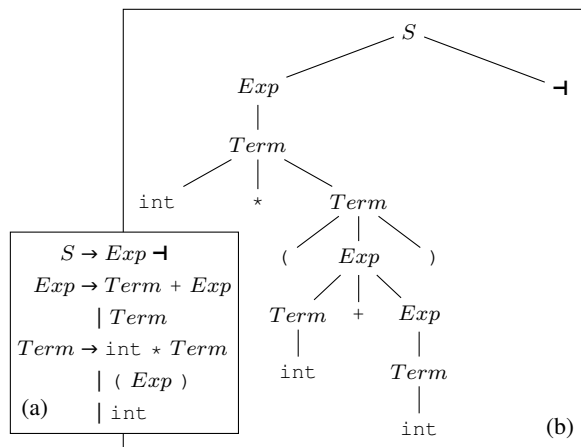 S
Exp ⊣
Term
int * Term
( Exp )
Term + Exp
int Term
int
(b)
S → Exp ⊣
Exp → Term + Exp
| Term
Term → int * Term
| ( Exp )
| int
(a)